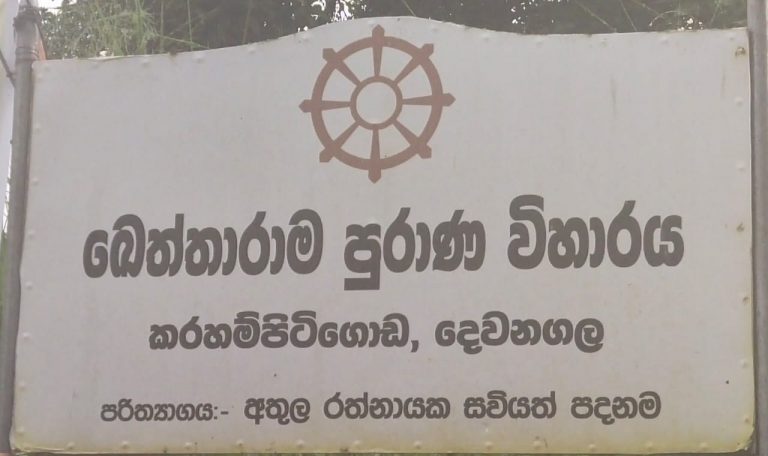 ඛෙත්තාරාම පුරාණ විහාරය
කරහම්පිටිගොඩ, දෙවනගල
පරිත්‍යාගය:- අතුල රත්නායක සවියත් පදනම